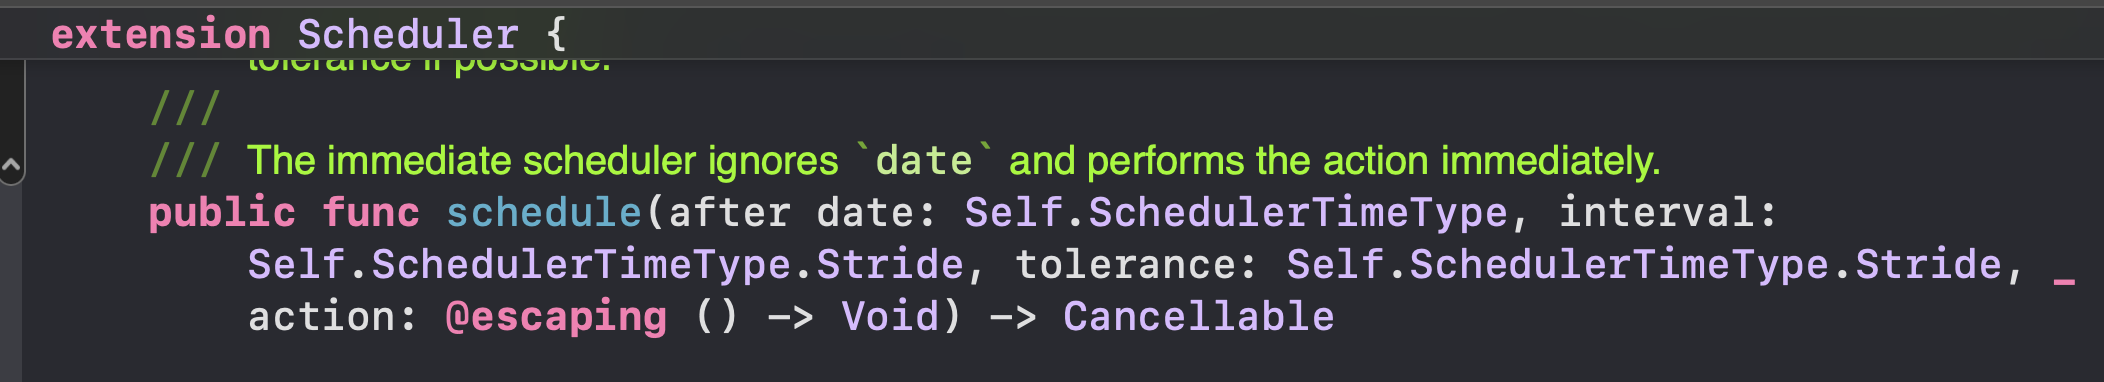 extension Scheduler {
tolerance if possible.
///
/// The immediate scheduler ignores `date` and performs the action immediately.
public func schedule(after date: Self.SchedulerTimeType, interval:
Self.SchedulerTimeType.Stride, tolerance: Self.SchedulerTimeType.Stride, _
action: @escaping () -> Void) -> Cancellable